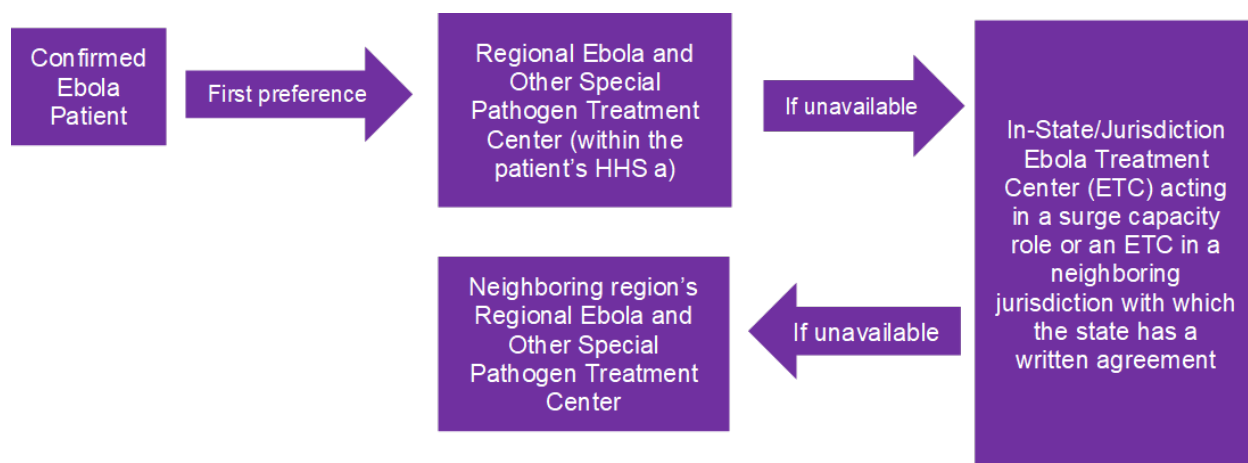 Confirmed
Ebola
Patient
First preference
Regional Ebola and
Other Special
Pathogen Treatment
Center (within the
patient's HHS a)
If unavailable
In-State/Jurisdiction
Ebola Treatment
Center (ETC) acting
in a surge capacity
role or an ETC in a
neighboring
jurisdiction with which
the state has a
written agreement
If unavailable
Neighboring region's
Regional Ebola and
Other Special
Pathogen Treatment
Center